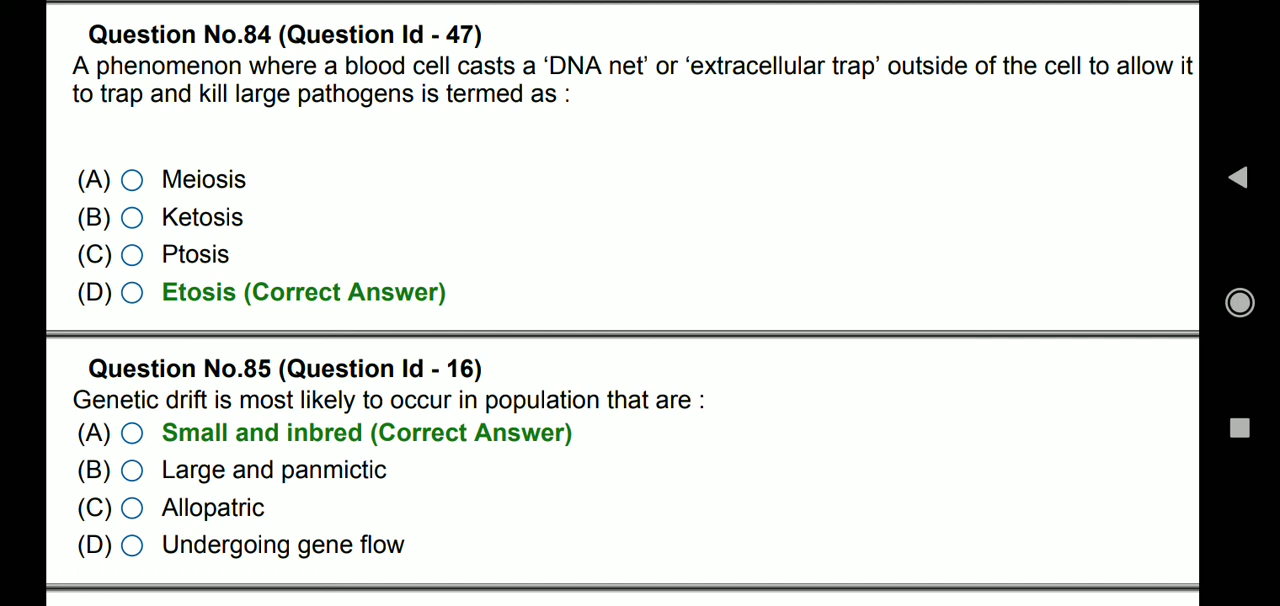 Question No.84 (Question Id - 47)
A phenomenon where a blood cell casts a ‘DNA net’ or ‘extracellular trap’ outside of the cell to allow it
to trap and kill large pathogens is termed as :
(A) Meiosis
(B) Ketosis
(C) Ptosis
(D) Etosis (Correct Answer)
Question No.85 (Question Id - 16)
Genetic drift is most likely to occur in population that are :
(A) Small and inbred (Correct Answer)
(B) Large and panmictic
(C) Allopatric
(D) Undergoing gene flow